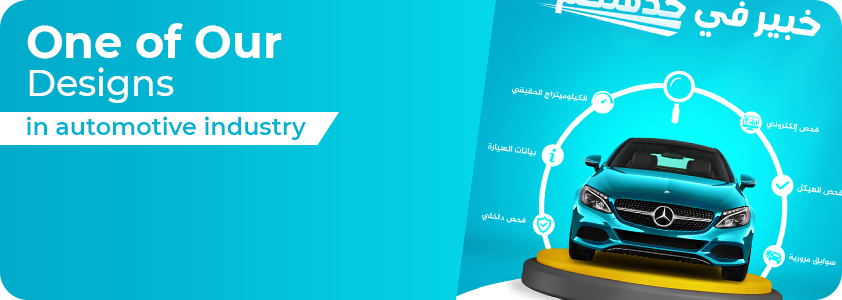 One of Our
Designs
in automotive industry
خبير في خدمتكم
الكيلوميتراج الحقيقي
فحص إلكتروني
بيانات السيارة
فحص الهيكل
فحص داخلي
سوابق مرورية